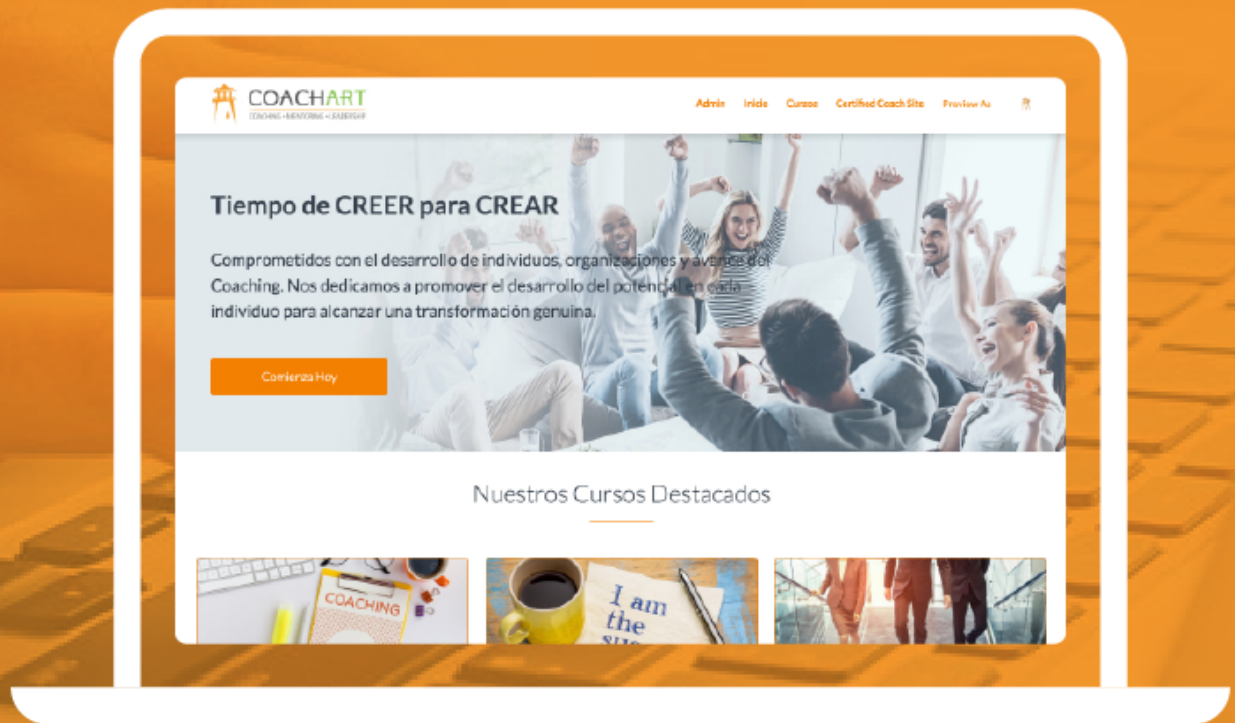 COACHART
COACHING • MENTORING • LEADERSHIP
Admin Inicio Cursos Certified Coach Site Preview As
Tiempo de CREER para CREAR
Comprometidos con el desarrollo de individuos, organizaciones y avance del
Coaching. Nos dedicamos a promover el desarrollo del potencial en cada
individuo para alcanzar una transformación genuina.
Comienza Hoy
Nuestros Cursos Destacados
COACHING
I am
the